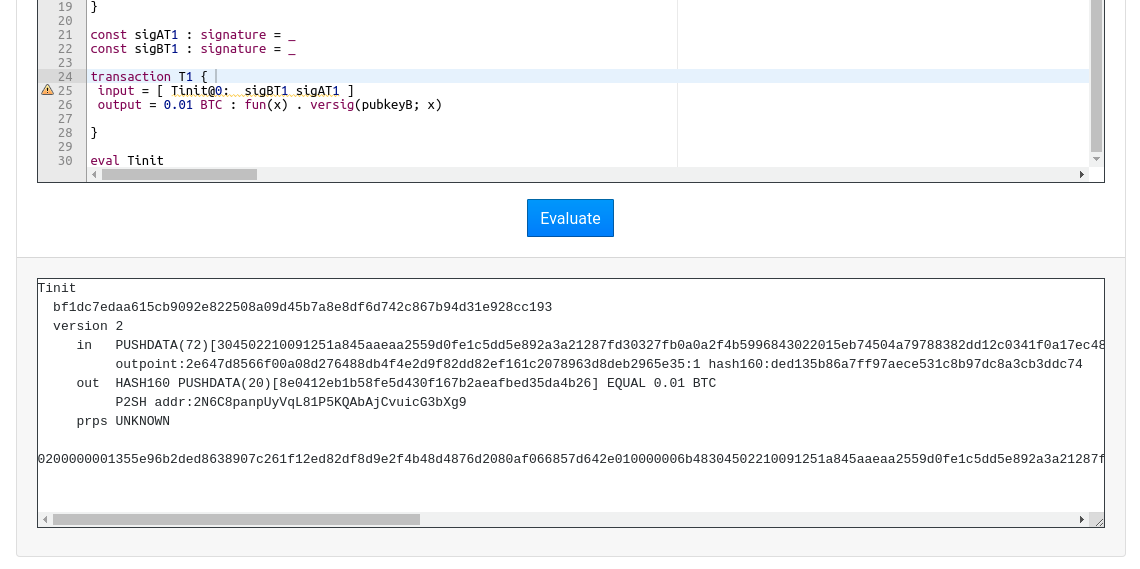 19 }
20
21 const sigAT1 : signature = _
22 const sigBT1 : signature = _
23
24 transaction T1 {
25 input = [ Tinit@0: sigBT1 sigAT1 ]
26 output = 0.01 BTC : fun(x) . versig(pubkeyB; x)
27
28 }
29
30 eval Tinit
Evaluate
Tinit
bf1dc7edaa615cb9092e822508a09d45b7a8e8df6d742c867b94d31e928cc193
version 2
in PUSHDATA(72)[304502210091251a845aaeaa2559d0fe1c5dd5e892a3a21287fd30327fb0a0a2f4b5996843022015eb74504a79788382dd12c0341f0a17ec48
outpoint:2e647d8566f00a08d276488db4f4e2d9f82dd82ef161c2078963d8deb2965e35:1 hash160:ded135b86a7ff97aece531c8b97dc8a3cb3ddc74
out HASH160 PUSHDATA(20)[8e0412eb1b58fe5d430f167b2aeafbed35da4b26] EQUAL 0.01 BTC
P2SH addr:2N6C8panpUyVqL81P5KQAbAjCvuicG3bXg9
prps UNKNOWN
0200000001355e96b2ded8638907c261f12ed82df8d9e2f4b48d4876d2080af066857d642e010000006b48304502210091251a845aaeaa2559d0fe1c5dd5e892a3a21287f